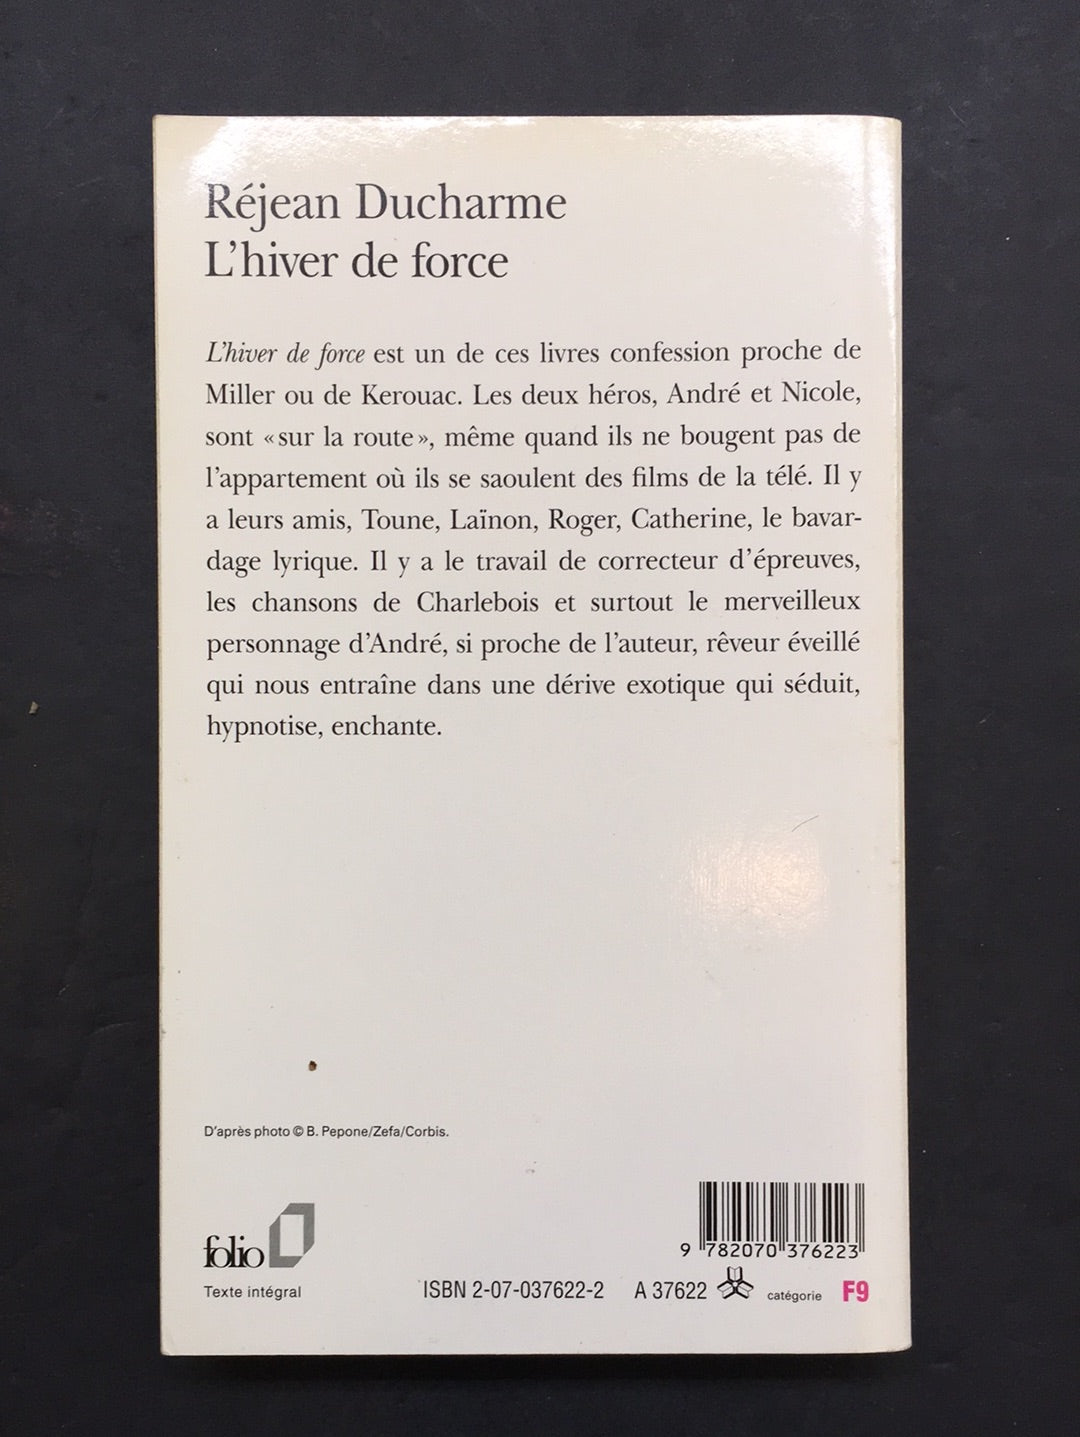 Réjean Ducharme
L'hiver de force
L'hiver de force est un de ces livres confession proche de
Miller ou de Kerouac. Les deux héros, André et Nicole,
sont «sur la route», même quand ils ne bougent pas de
l'appartement où ils se saoulent des films de la télé. Il y
a leurs amis, Toune, Laïnon, Roger, Catherine, le bavar-
dage lyrique. Il y a le travail de correcteur d'épreuves,
les chansons de Charlebois et surtout le merveilleux
personnage d'André, si proche de l'auteur, rêveur éveillé
qui nous entraîne dans une dérive exotique qui séduit,
hypnotise, enchante.
D'après photo © B. Pepone/Zefa/Corbis.
9 782070 376223
folio
Texte intégral
ISBN 2-07-037622-2 A 37622 catégorie F9